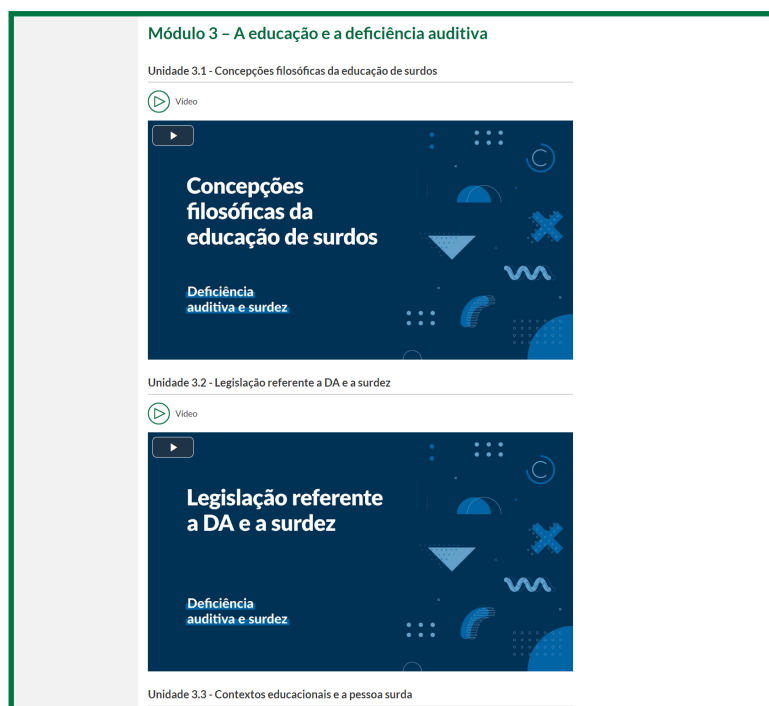 Módulo 3 – A educação e a deficiência auditiva
Unidade 3.1 - Concepções filosóficas da educação de surdos
Vídeo
Concepções
filosóficas da
educação de surdos
Deficiência
auditiva e surdez
Unidade 3.2 - Legislação referente a DA e a surdez
Vídeo
Legislação referente
a DA e a surdez
Deficiência
auditiva e surdez
Unidade 3.3 - Contextos educacionais e a pessoa surda